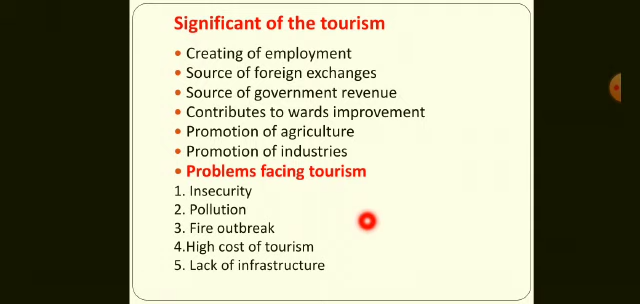 Significant of the tourism
• Creating of employment
• Source of foreign exchanges
• Source of government revenue
• Contributes to wards improvement
• Promotion of agriculture
• Promotion of industries
• Problems facing tourism
1. Insecurity
2. Pollution
3. Fire outbreak
4.High cost of tourism
5. Lack of infrastructure